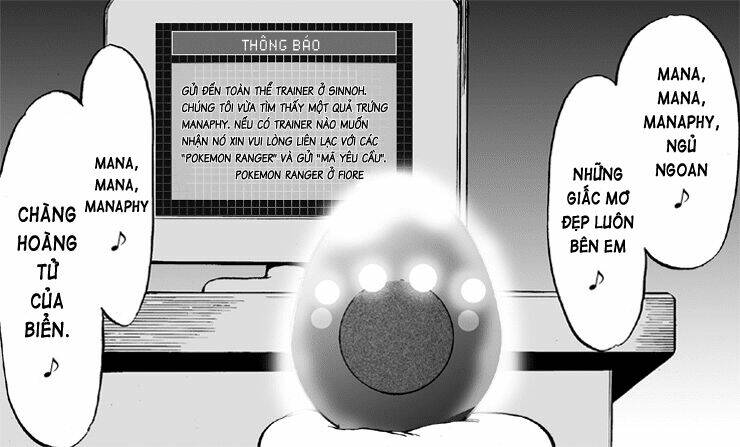 THÔNG BÁO
GỬI ĐẾN TOÀN THỂ TRAINER Ở SINNOH.
CHÚNG TÔI VỪA TÌM THẤY MỘT QUẢ TRỨNG
MANAPHY. NẾU CÓ TRAINER NÀO MUỐN
NHẬN NÓ XIN VUI LÒNG LIÊN LẠC VỚI CÁC
"POKEMON RANGER" VÀ GỬI "MÃ YÊU CẦU".
POKEMON RANGER Ở FIORE
MANA,
MANA,
MANAPHY,
NGỦ
NGOAN
♪
NHỮNG
GIẤC MƠ
ĐẸP LUÔN
BÊN EM
♪
MANA,
MANA,
MANAPHY
♪
CHÀNG
HOÀNG
TỬ
CỦA
BIỂN.
♪